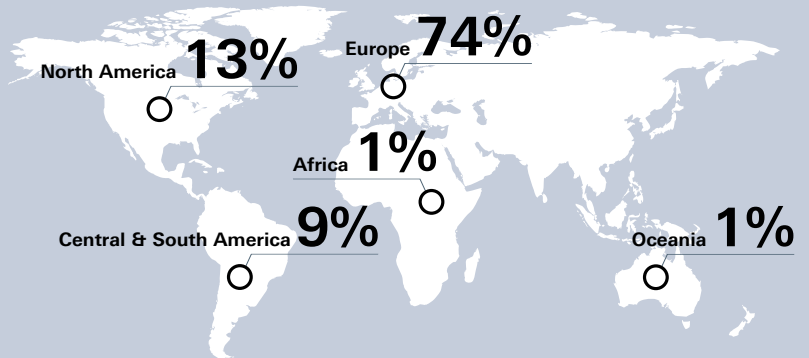 Europe 74%
North America 13%
Africa 1%
Central & South America 9%
Oceania 1%